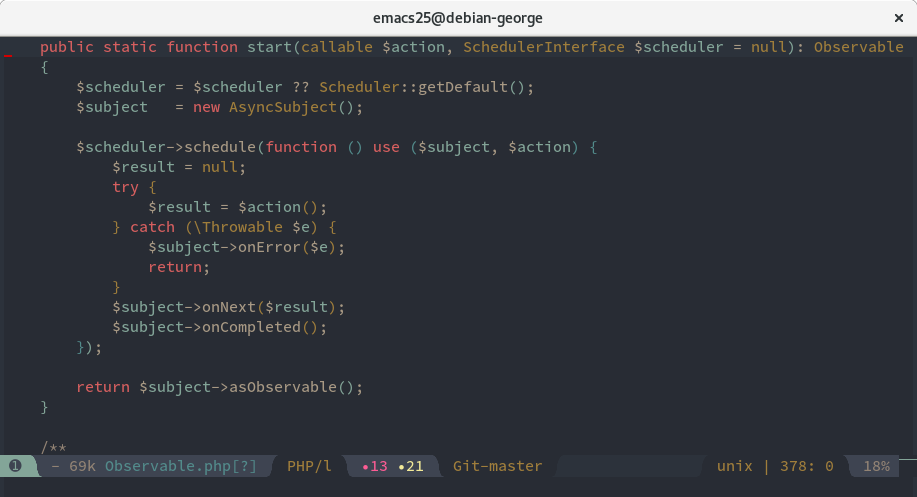 emacs25@debian-george ×
public static function start(callable $action, SchedulerInterface $scheduler = null): Observable
{
    $scheduler = $scheduler ?? Scheduler::getDefault();
    $subject   = new AsyncSubject();

    $scheduler->schedule(function () use ($subject, $action) {
        $result = null;
        try {
            $result = $action();
        } catch (\Throwable $e) {
            $subject->onError($e);
            return;
        }
        $subject->onNext($result);
        $subject->onCompleted();
    });

    return $subject->asObservable();
}

/**
❶ - 69k Observable.php[?] PHP/l •13 •21 Git-master unix | 378: 0 18%